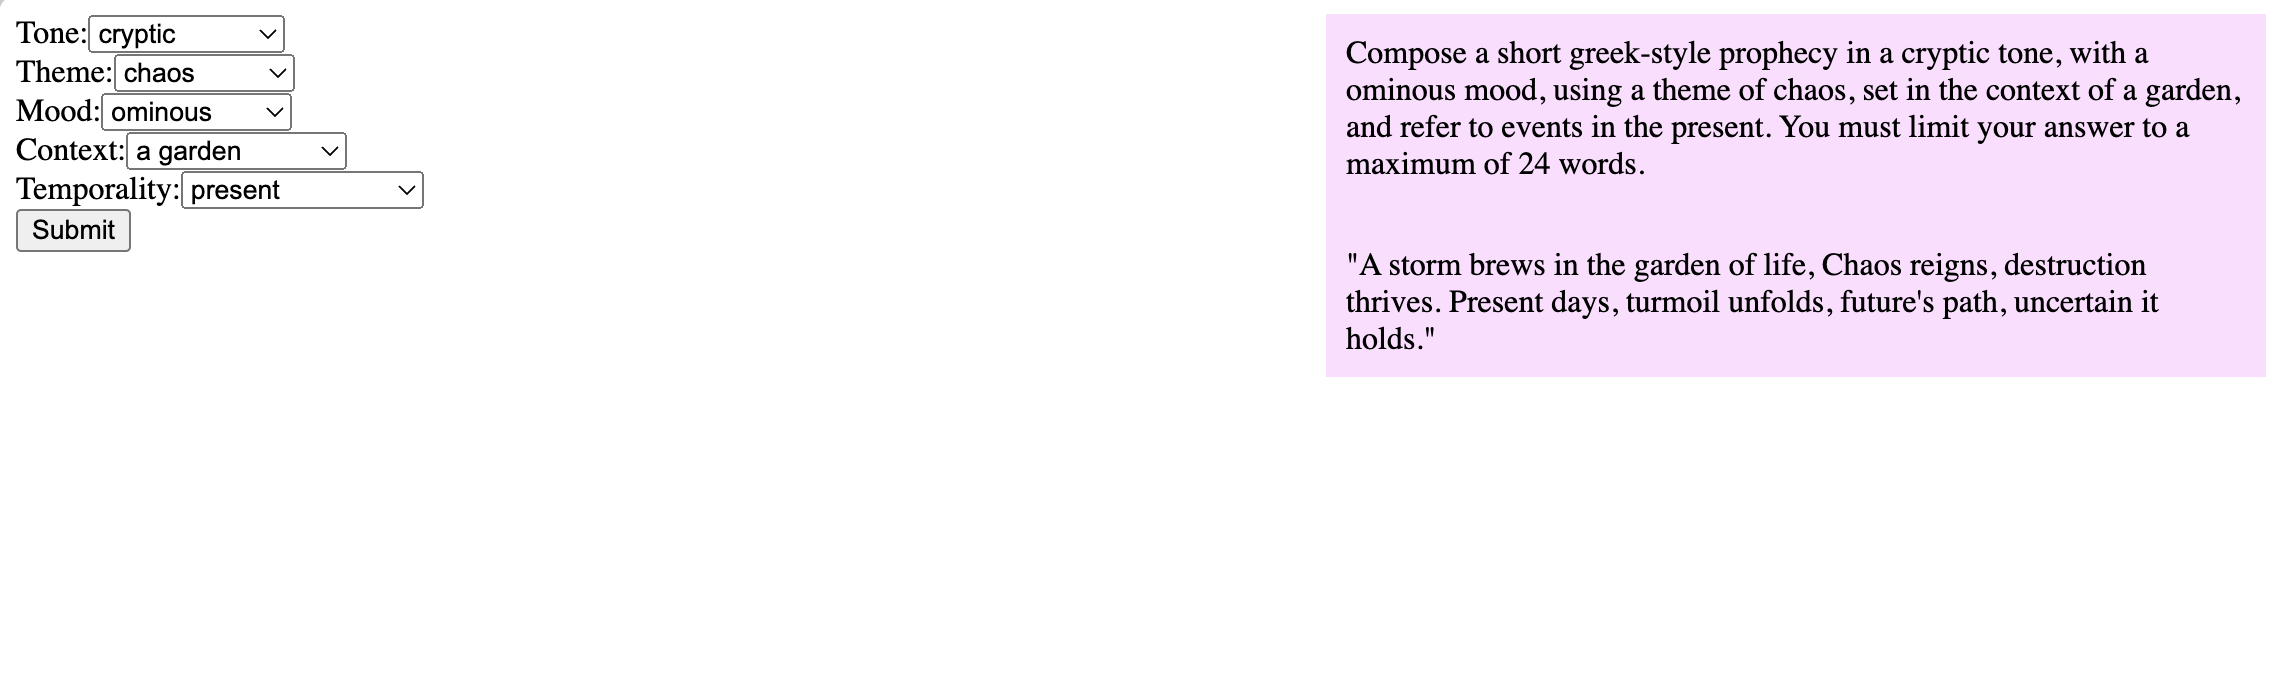 Tone: cryptic
Theme: chaos
Mood: ominous
Context: a garden
Temporality: present
Submit
Compose a short greek-style prophecy in a cryptic tone, with a
ominous mood, using a theme of chaos, set in the context of a garden,
and refer to events in the present. You must limit your answer to a
maximum of 24 words.
"A storm brews in the garden of life, Chaos reigns, destruction
thrives. Present days, turmoil unfolds, future's path, uncertain it
holds."